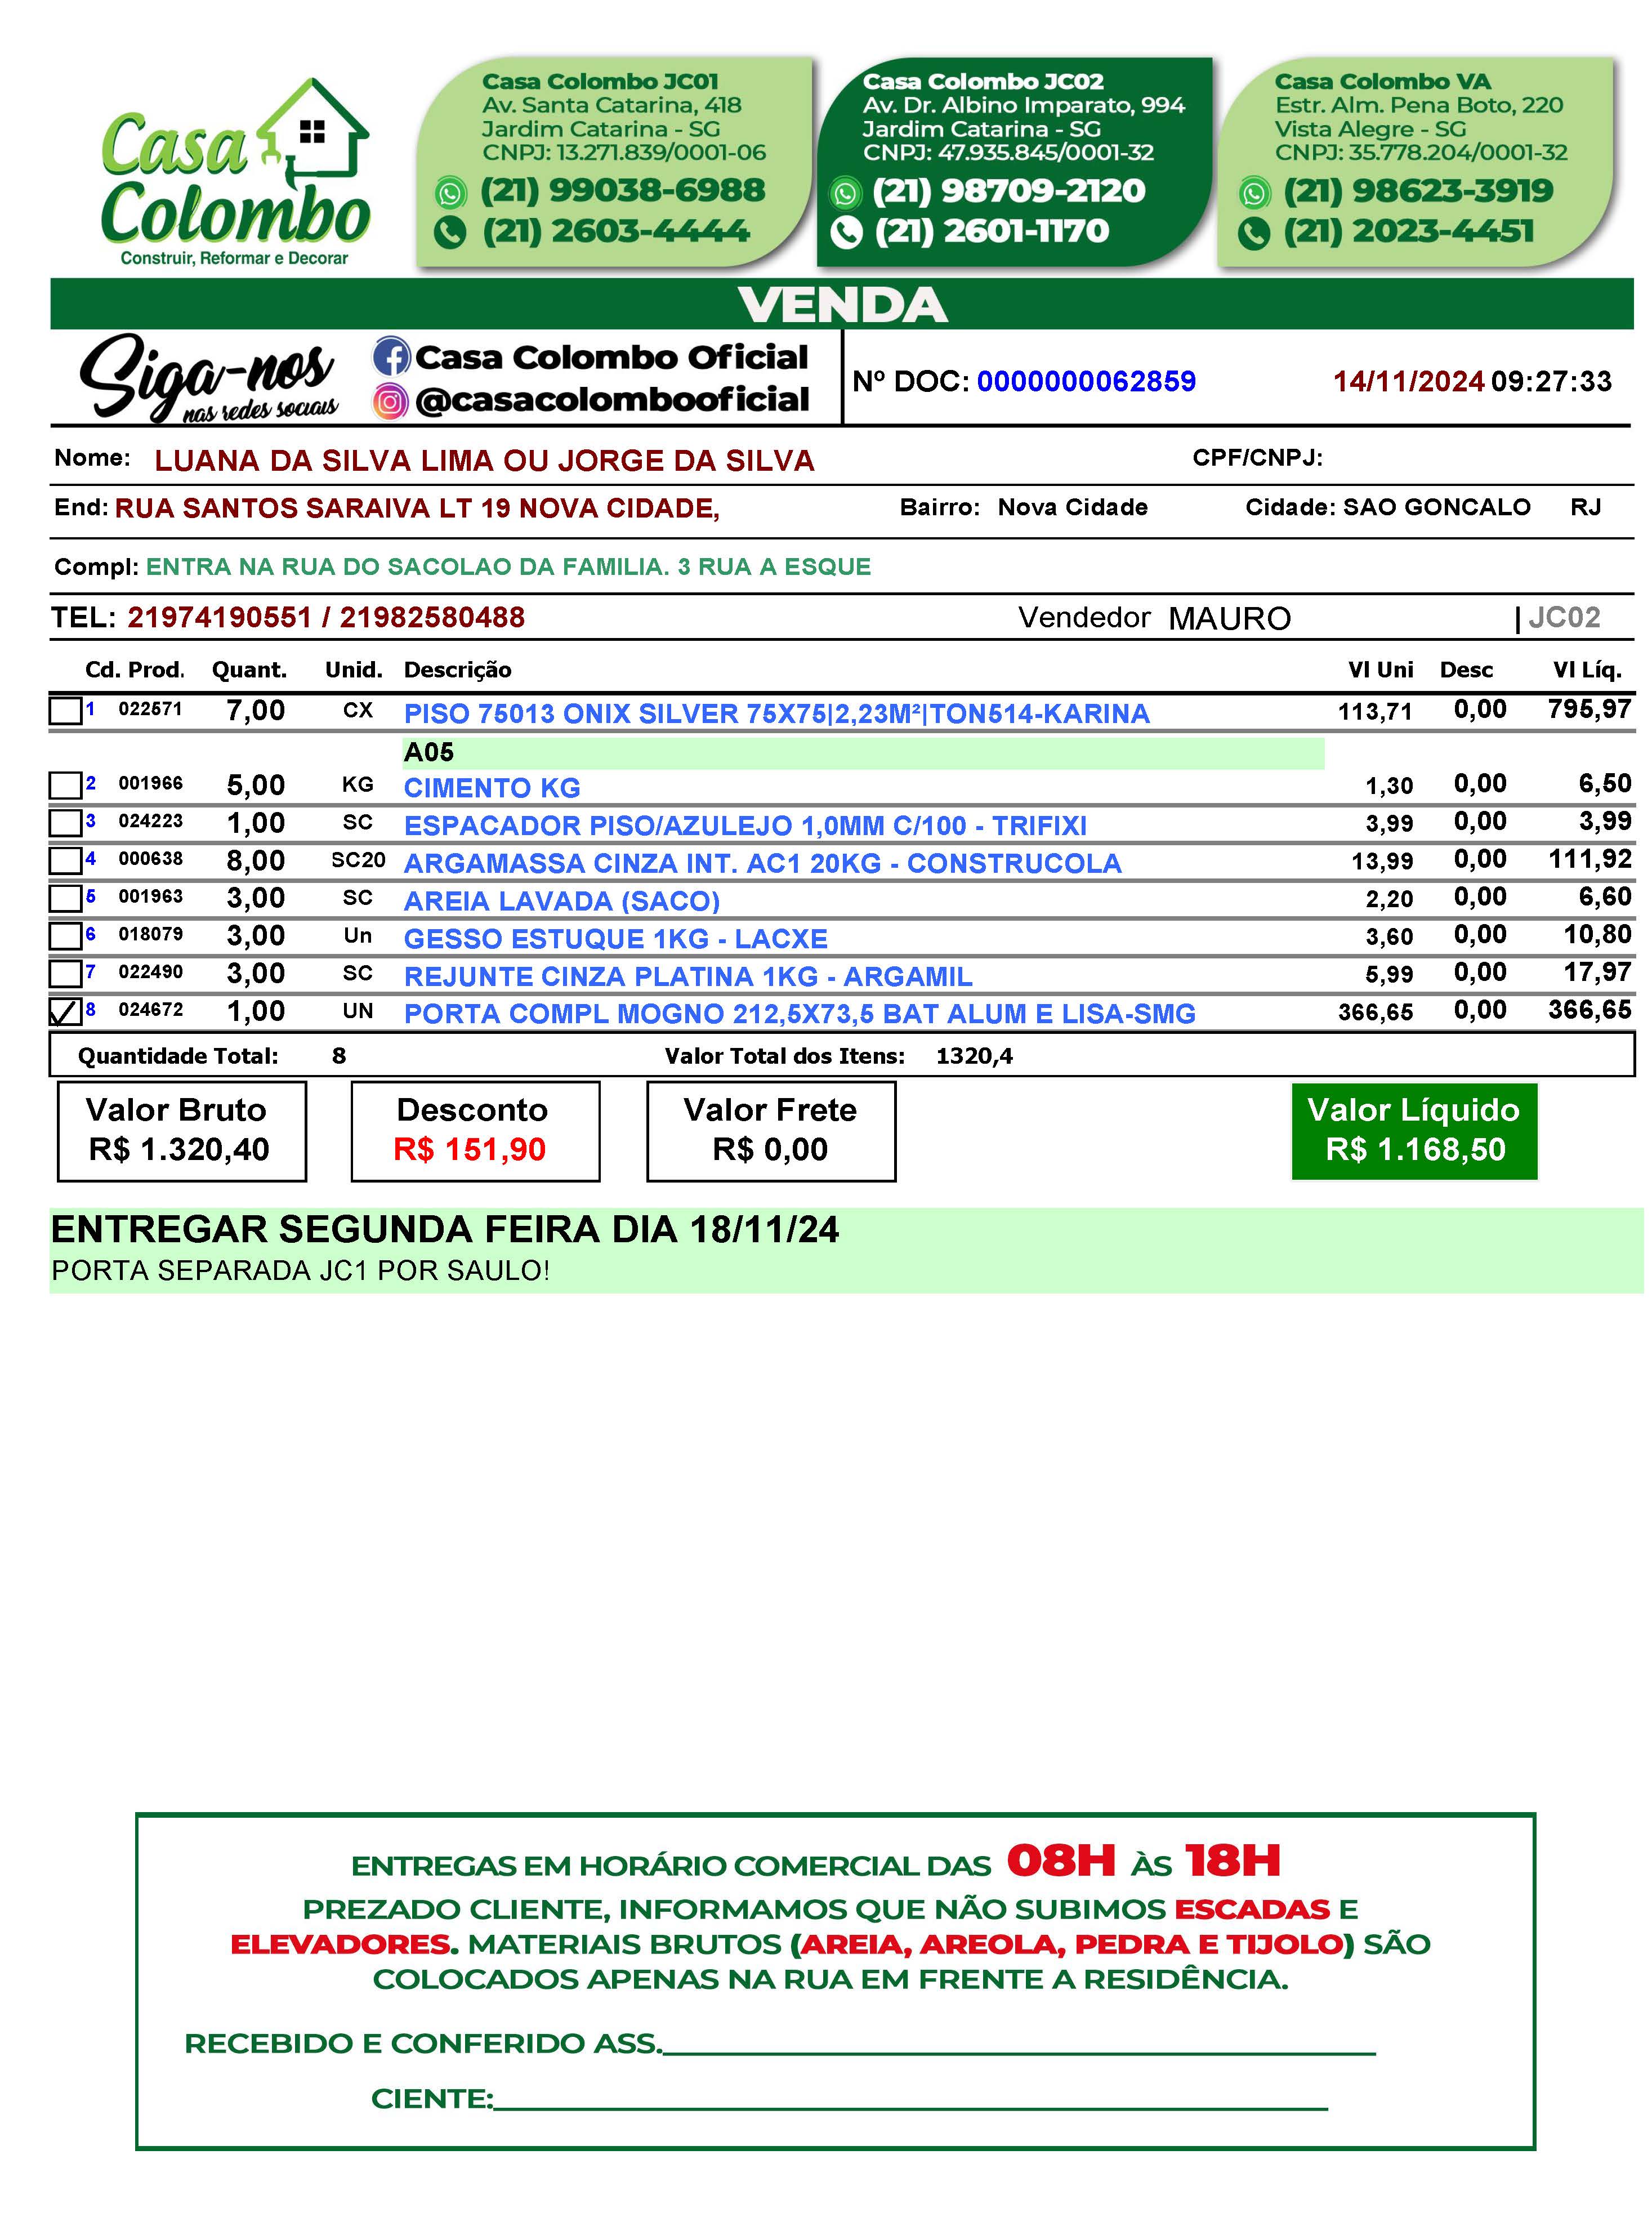 Casa
Colombo
Construir, Reformar e Decorar
Casa Colombo JC01
Av. Santa Catarina, 418
Jardim Catarina - SG
CNPJ: 13.271.839/0001-06
(21) 99038-6988
(21) 2603-4444
Casa Colombo JC02
Av. Dr. Albino Imparato, 994
Jardim Catarina - SG
CNPJ: 47.935.845/0001-32
(21) 98709-2120
(21) 2601-1170
Casa Colombo VA
Estr. Alm. Pena Boto, 220
Vista Alegre - SG
CNPJ: 35.778.204/0001-32
(21) 98623-3919
(21) 2023-4451
VENDA
Siga-nos
nas redes sociais
Casa Colombo Oficial
@casacolombooficial
Nº DOC: 0000000062859 14/11/2024 09:27:33
Nome: LUANA DA SILVA LIMA OU JORGE DA SILVA CPF/CNPJ:
End: RUA SANTOS SARAIVA LT 19 NOVA CIDADE, Bairro: Nova Cidade Cidade: SAO GONCALO RJ
Compl: ENTRA NA RUA DO SACOLAO DA FAMILIA. 3 RUA A ESQUE
TEL: 21974190551 / 21982580488 Vendedor MAURO | JC02
Cd. Prod. Quant. Unid. Descrição Vl Uni Desc Vl Líq.
1 022571 7,00 CX PISO 75013 ONIX SILVER 75X75|2,23M²|TON514-KARINA 113,71 0,00 795,97
A05
2 001966 5,00 KG CIMENTO KG 1,30 0,00 6,50
3 024223 1,00 SC ESPACADOR PISO/AZULEJO 1,0MM C/100 - TRIFIXI 3,99 0,00 3,99
4 000638 8,00 SC20 ARGAMASSA CINZA INT. AC1 20KG - CONSTRUCOLA 13,99 0,00 111,92
5 001963 3,00 SC AREIA LAVADA (SACO) 2,20 0,00 6,60
6 018079 3,00 Un GESSO ESTUQUE 1KG - LACXE 3,60 0,00 10,80
7 022490 3,00 SC REJUNTE CINZA PLATINA 1KG - ARGAMIL 5,99 0,00 17,97
8 024672 1,00 UN PORTA COMPL MOGNO 212,5X73,5 BAT ALUM E LISA-SMG 366,65 0,00 366,65
Quantidade Total: 8 Valor Total dos Itens: 1320,4
Valor Bruto Desconto Valor Frete Valor Líquido
R$ 1.320,40 R$ 151,90 R$ 0,00 R$ 1.168,50
ENTREGAR SEGUNDA FEIRA DIA 18/11/24
PORTA SEPARADA JC1 POR SAULO!
ENTREGAS EM HORÁRIO COMERCIAL DAS 08H ÀS 18H
PREZADO CLIENTE, INFORMAMOS QUE NÃO SUBIMOS ESCADAS E
ELEVADORES. MATERIAIS BRUTOS (AREIA, AREOLA, PEDRA E TIJOLO) SÃO
COLOCADOS APENAS NA RUA EM FRENTE A RESIDÊNCIA.
RECEBIDO E CONFERIDO ASS.
CIENTE: